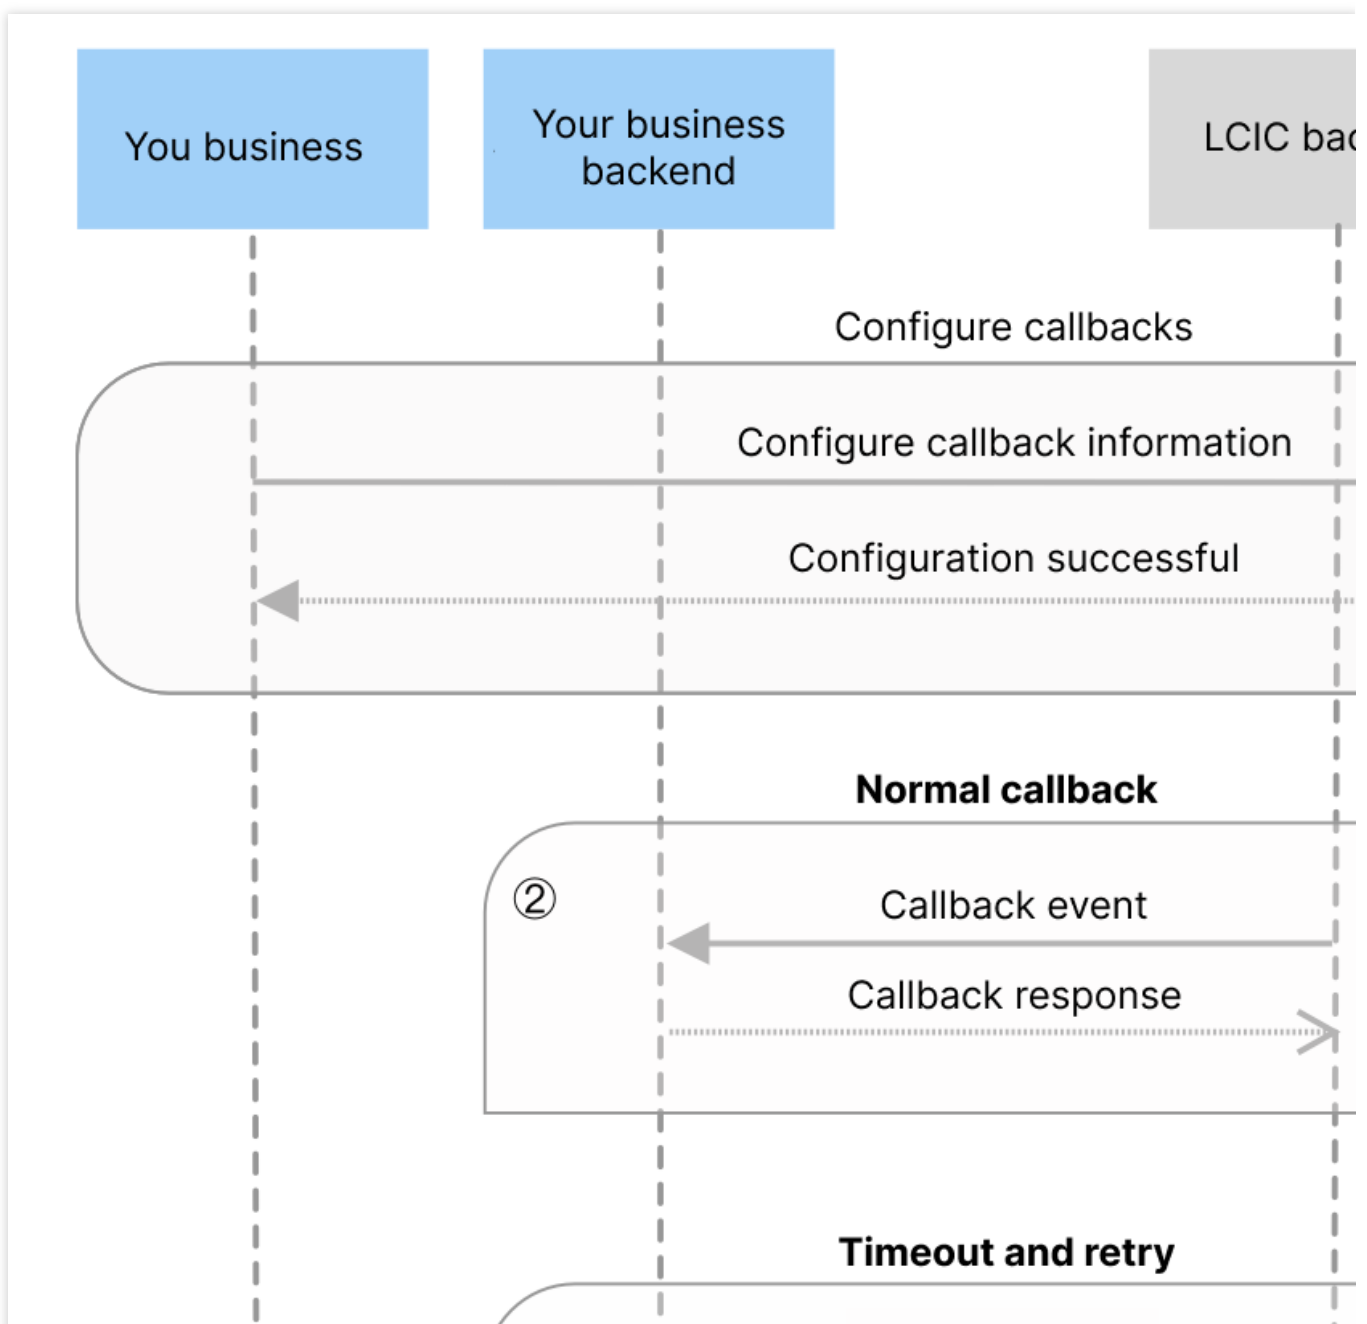 You business
Your business
backend
LCIC
Configure callbacks
Configure callback information
Configuration successful
Normal callback
②
Callback event
Callback response
Timeout and retry